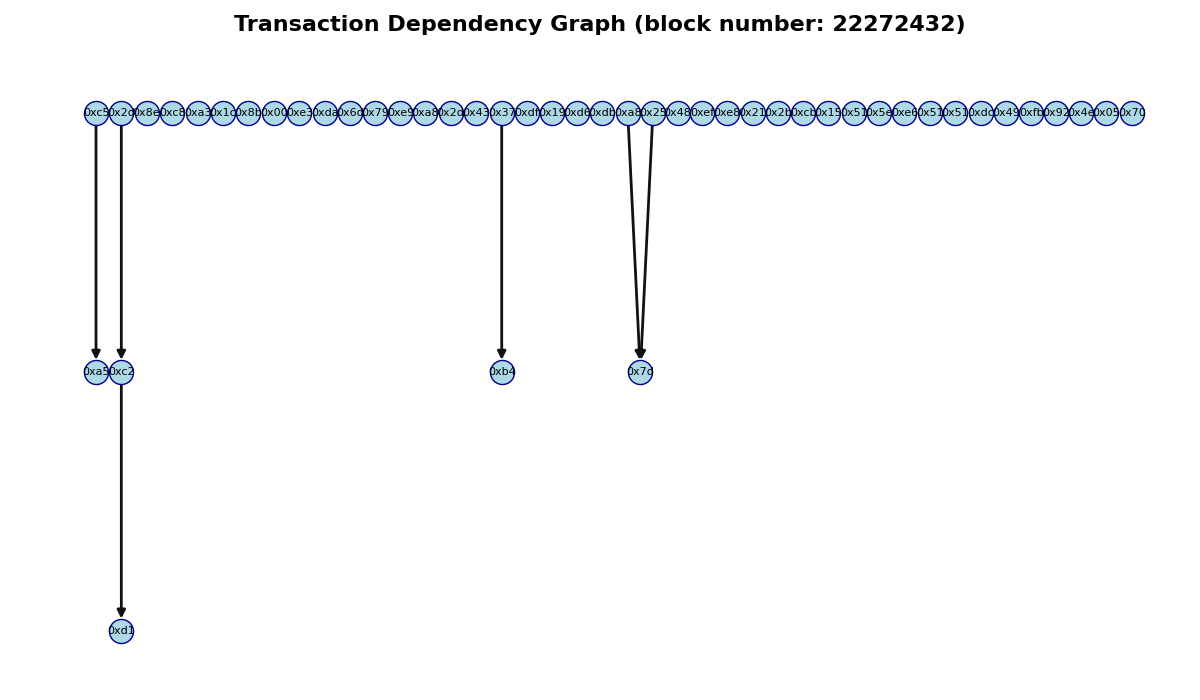 Transaction Dependency Graph (block number: 22272432)
0xc5 0x2c 0x8e 0xc8 0xa3 0x1c 0x8b 0x00 0xe3 0xda 0x6c 0x79 0xe9 0xa8 0x2d 0x43 0x37 0xdf 0x19 0xd6 0xdb 0xa8 0x25 0x48 0xef 0xe8 0x21 0x2b 0xcb 0x15 0x51 0x5e 0xe6 0x51 0x51 0xdc 0x49 0xfb 0x92 0x4e 0x05 0x70
0xa5 0xc2 0xb4 0x7d
0xd1